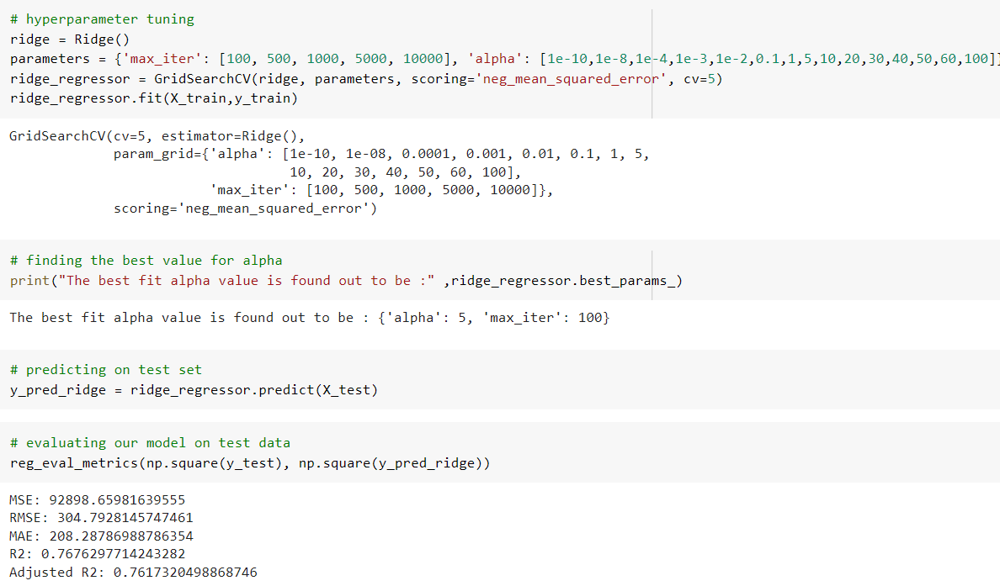 # hyperparameter tuning
ridge = Ridge()
parameters = {'max_iter': [100, 500, 1000, 5000, 10000], 'alpha': [1e-10,1e-8,1e-4,1e-3,1e-2,0.1,1,5,10,20,30,40,50,60,100]}
ridge_regressor = GridSearchCV(ridge, parameters, scoring='neg_mean_squared_error', cv=5)
ridge_regressor.fit(X_train,y_train)
GridSearchCV(cv=5, estimator=Ridge(),
             param_grid={'alpha': [1e-10, 1e-08, 0.0001, 0.001, 0.01, 0.1, 1, 5,
                                   10, 20, 30, 40, 50, 60, 100],
                         'max_iter': [100, 500, 1000, 5000, 10000]},
             scoring='neg_mean_squared_error')
# finding the best value for alpha
print("The best fit alpha value is found out to be :" ,ridge_regressor.best_params_)
The best fit alpha value is found out to be : {'alpha': 5, 'max_iter': 100}
# predicting on test set
y_pred_ridge = ridge_regressor.predict(X_test)
# evaluating our model on test data
reg_eval_metrics(np.square(y_test), np.square(y_pred_ridge))
MSE: 92898.65981639555
RMSE: 304.7928145747461
MAE: 208.28786988786354
R2: 0.7676297714243282
Adjusted R2: 0.7617320498868746